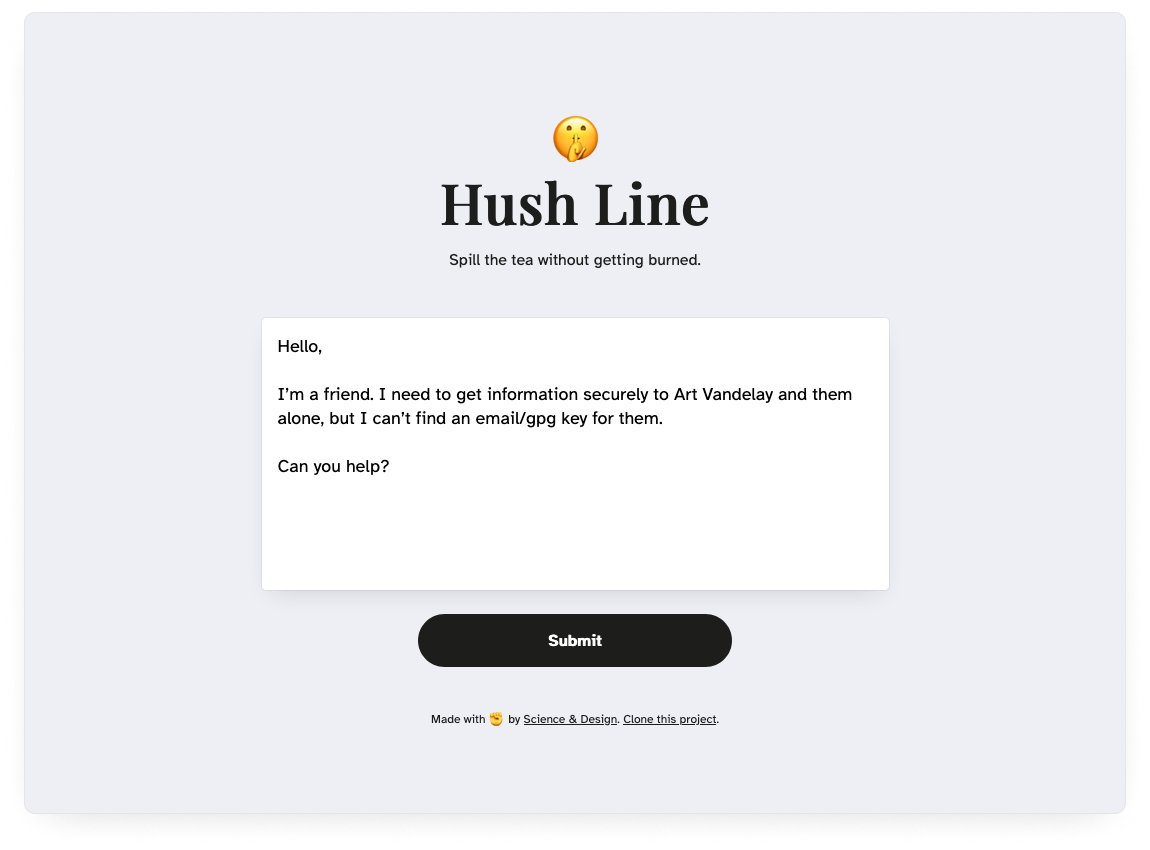 Hush Line
Spill the tea without getting burned.
Hello,
I’m a friend. I need to get information securely to Art Vandelay and them
alone, but I can’t find an email/gpg key for them.
Can you help?
Submit
Made with ✊ by Science & Design. Clone this project.